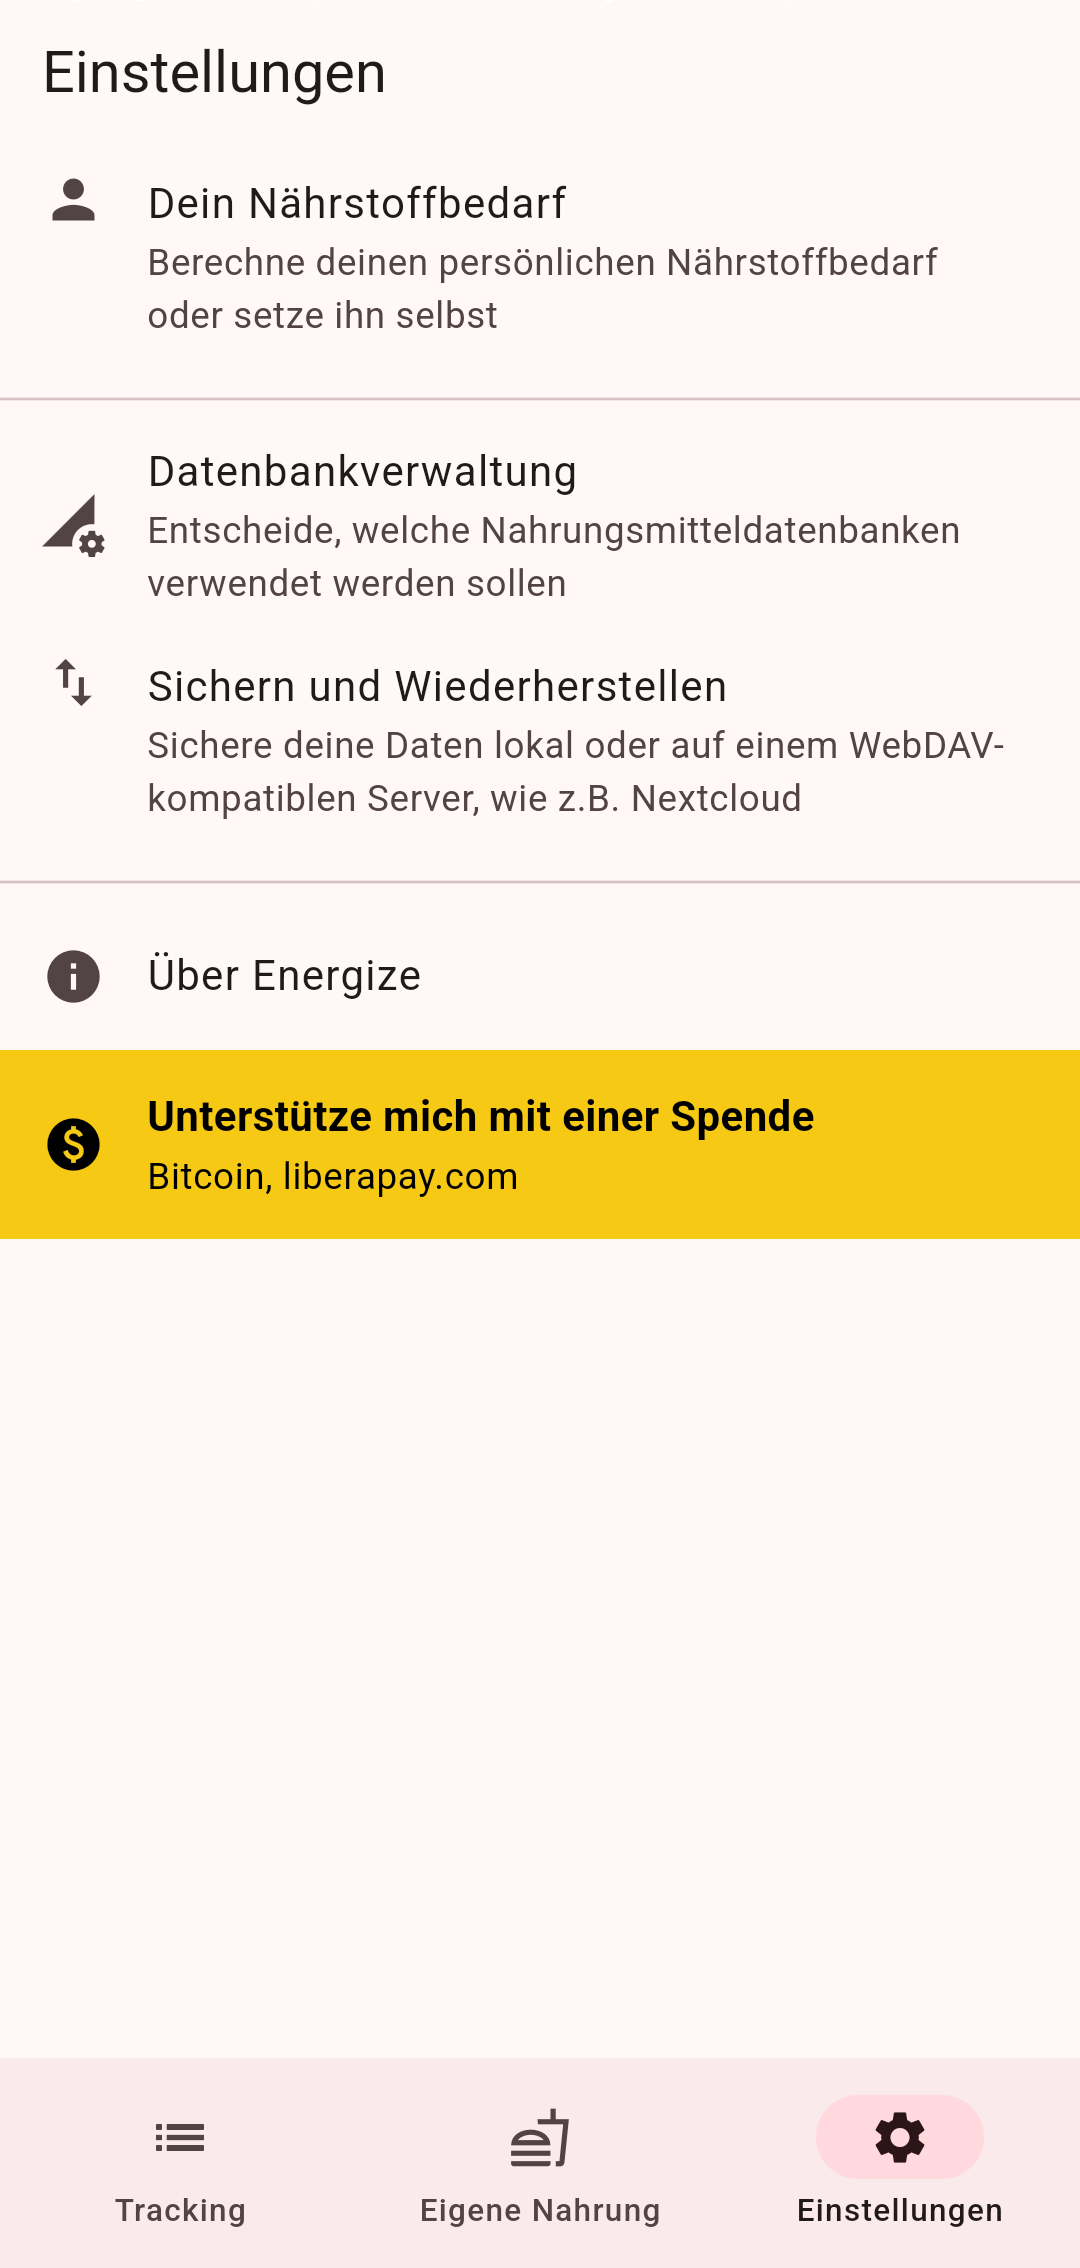 Einstellungen
Dein Nährstoffbedarf
Berechne deinen persönlichen Nährstoffbedarf
oder setze ihn selbst
Datenbankverwaltung
Entscheide, welche Nahrungsmitteldatenbanken
verwendet werden sollen
Sichern und Wiederherstellen
Sichere deine Daten lokal oder auf einem WebDAV-
kompatiblen Server, wie z.B. Nextcloud
Über Energize
Unterstütze mich mit einer Spende
Bitcoin, liberapay.com
Tracking
Eigene Nahrung
Einstellungen